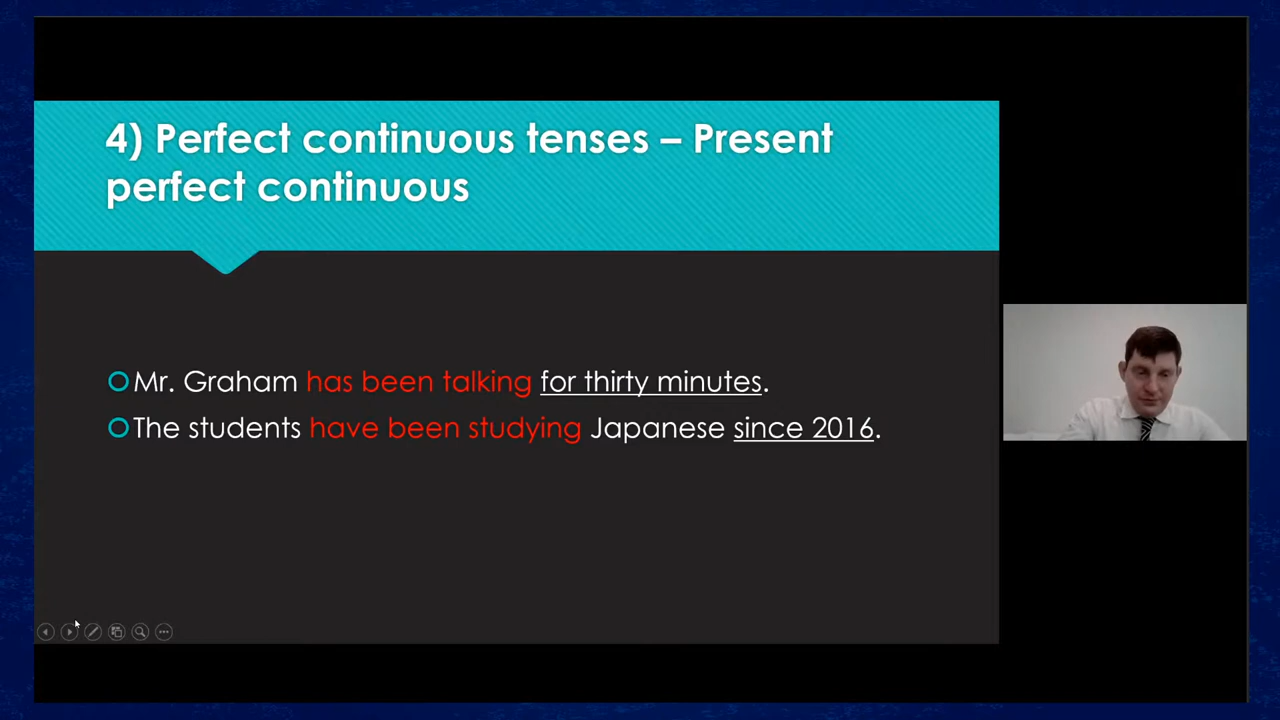 4) Perfect continuous tenses – Present
perfect continuous
Mr. Graham has been talking for thirty minutes.
The students have been studying Japanese since 2016.